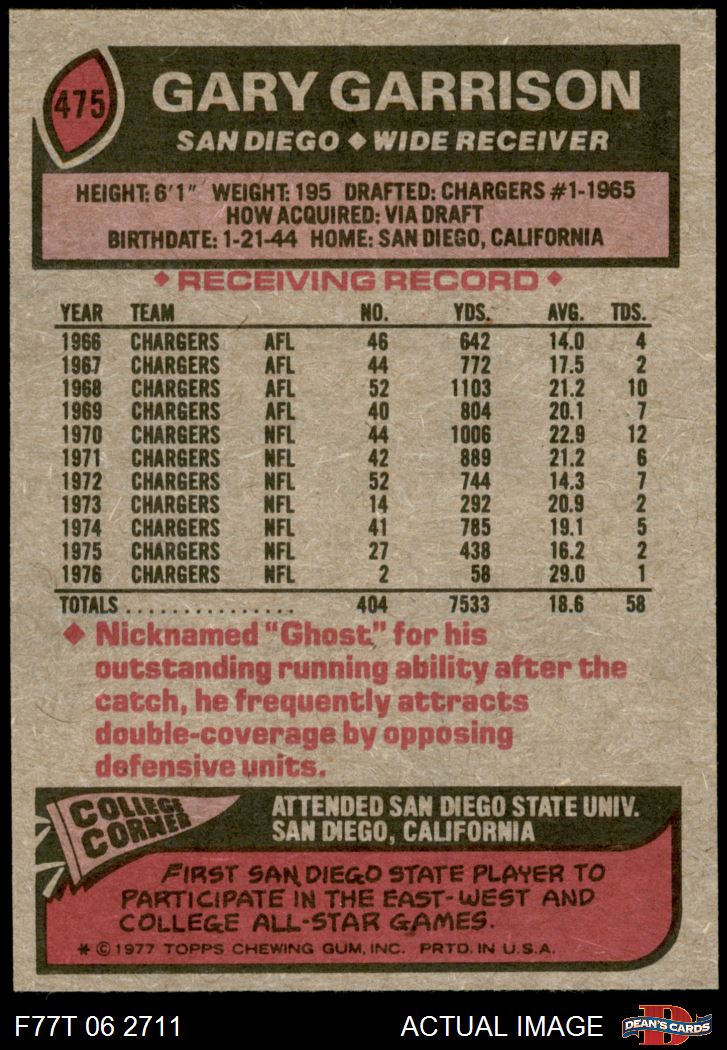 475
GARY GARRISON
SAN DIEGO ◆ WIDE RECEIVER
HEIGHT: 6'1" WEIGHT: 195 DRAFTED: CHARGERS #1-1965
HOW ACQUIRED: VIA DRAFT
BIRTHDATE: 1-21-44 HOME: SAN DIEGO, CALIFORNIA
◆ RECEIVING RECORD ◆
YEAR TEAM NO. YDS. AVG. TDS.
1966 CHARGERS AFL 46 642 14.0 4
1967 CHARGERS AFL 44 772 17.5 2
1968 CHARGERS AFL 52 1103 21.2 10
1969 CHARGERS AFL 40 804 20.1 7
1970 CHARGERS NFL 44 1006 22.9 12
1971 CHARGERS NFL 42 889 21.2 6
1972 CHARGERS NFL 52 744 14.3 7
1973 CHARGERS NFL 14 292 20.9 2
1974 CHARGERS NFL 41 785 19.1 5
1975 CHARGERS NFL 27 438 16.2 2
1976 CHARGERS NFL 2 58 29.0 1
TOTALS ............... 404 7533 18.6 58
◆ Nicknamed "Ghost" for his
outstanding running ability after the
catch, he frequently attracts
double-coverage by opposing
defensive units.
COLLEGE
CORNER
ATTENDED SAN DIEGO STATE UNIV.
SAN DIEGO, CALIFORNIA
FIRST SAN DIEGO STATE PLAYER TO
PARTICIPATE IN THE EAST-WEST AND
COLLEGE ALL-STAR GAMES.
* © 1977 TOPPS CHEWING GUM, INC. PRTD. IN U.S.A.
F77T 06 2711
ACTUAL IMAGE
D
DEAN'S CARDS